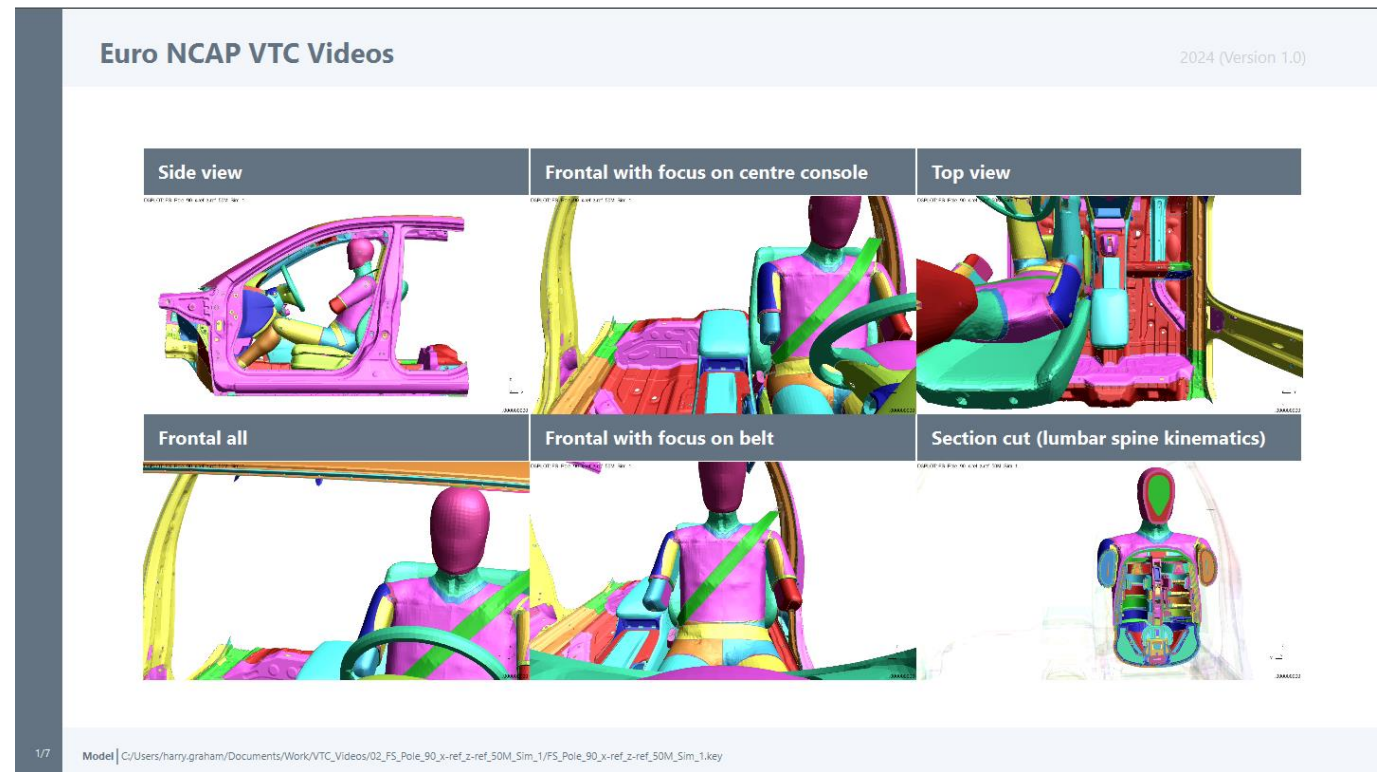 Euro NCAP VTC Videos
2024 (Version 1.0)
Side view
Frontal with focus on centre console
Top view
Frontal all
Frontal with focus on belt
Section cut (lumbar spine kinematics)
1/7
Model C:/Users/harry.graham/Documents/Work/VTC_Videos/02_FS_Pole_90_x-ref_z-ref_50M_Sim_1/FS_Pole_90_x-ref_z-ref_50M_Sim_1.key